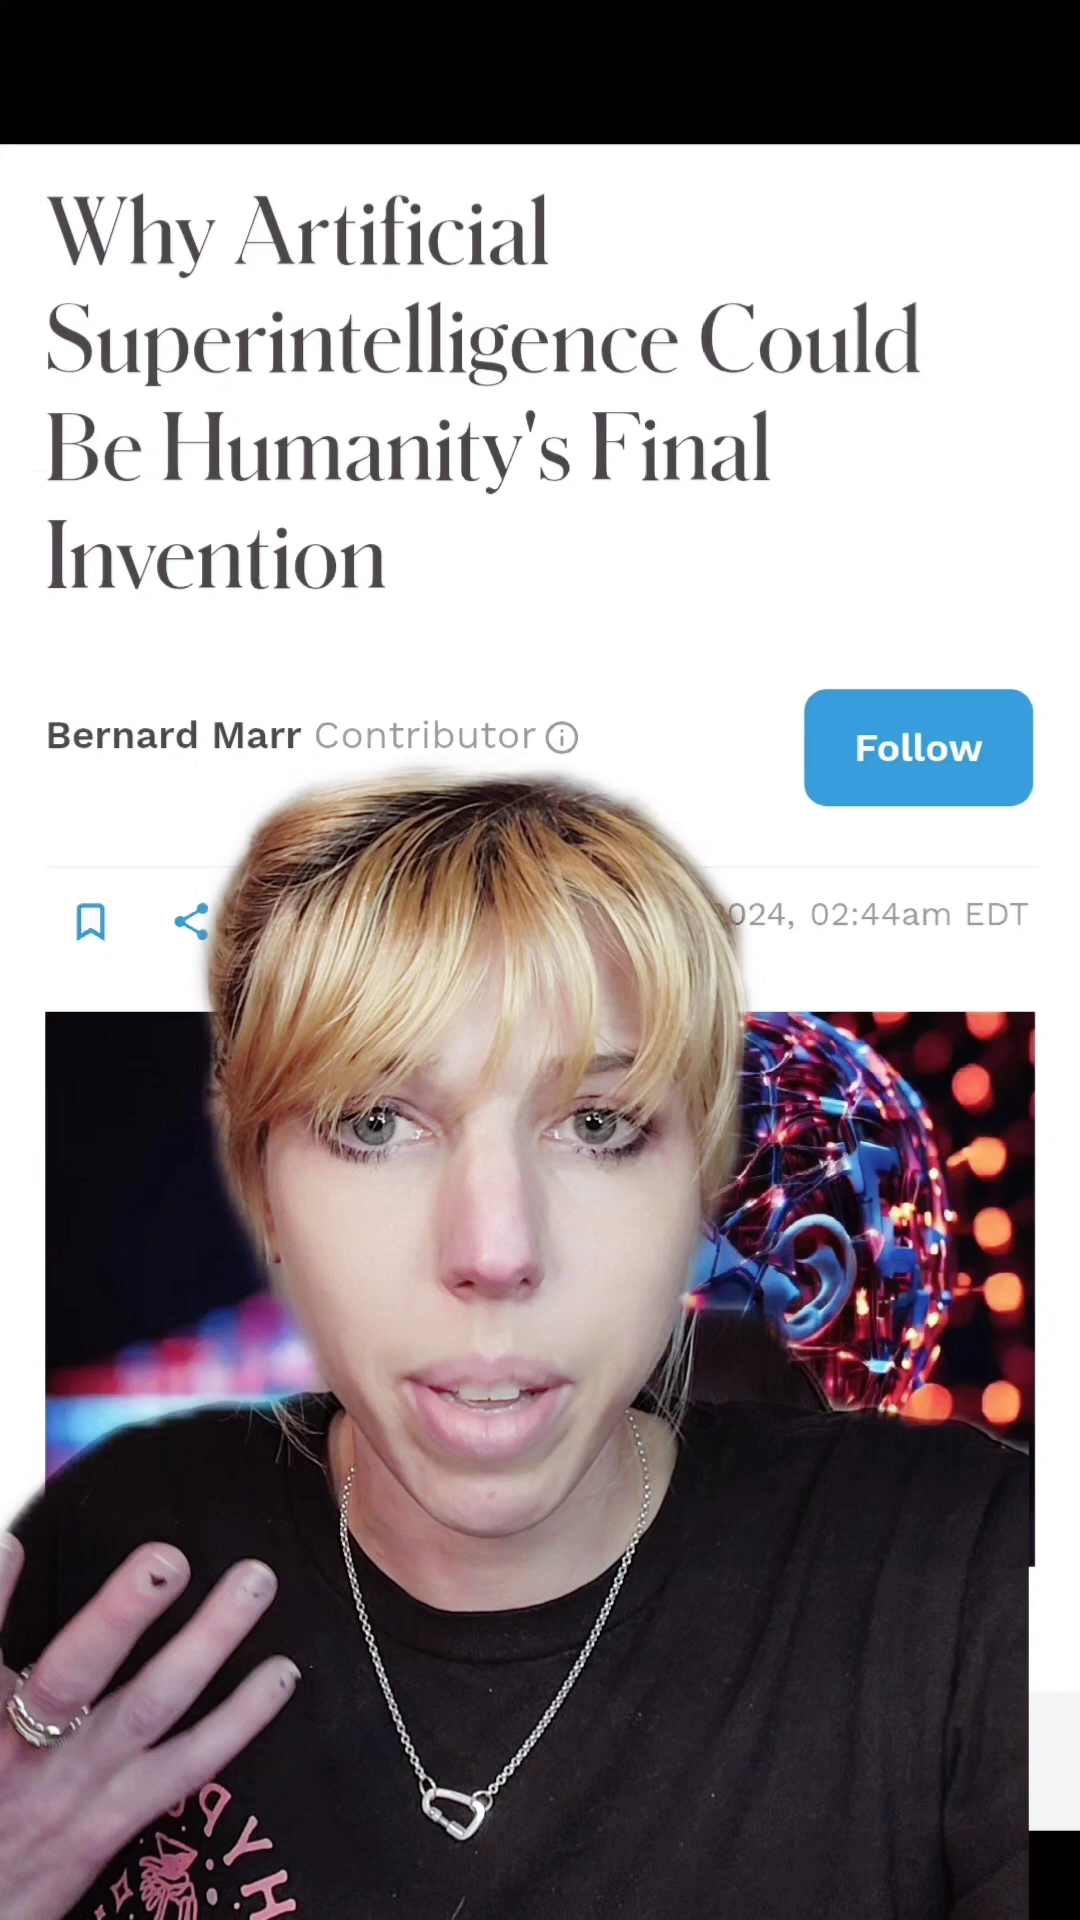 Why Artificial
Superintelligence Could
Be Humanity's Final
Invention
Bernard Marr Contributor
Follow
024, 02:44am EDT